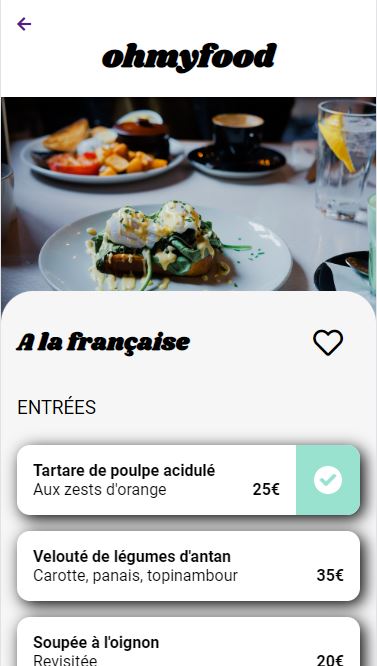 ohmyfood
A la française
ENTRÉES
Tartare de poulpe acidulé
Aux zests d'orange 25€
Velouté de légumes d'antan
Carotte, panais, topinambour 35€
Soupée à l'oignon
Revisitée 20€